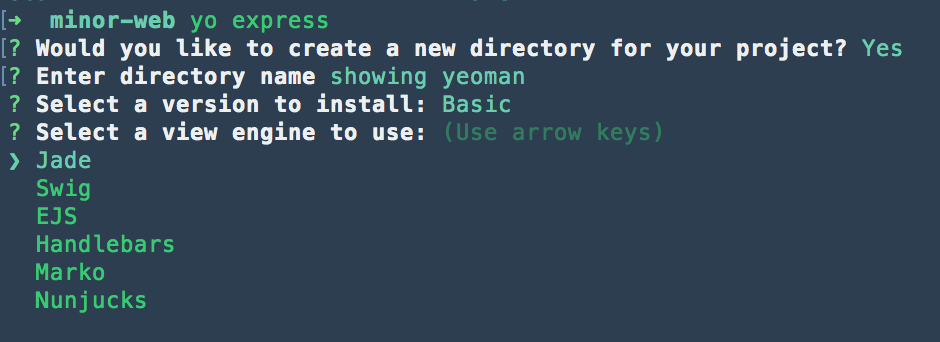 [➜  minor-web yo express
[? Would you like to create a new directory for your project? Yes
[? Enter directory name showing yeoman
? Select a version to install: Basic
? Select a view engine to use: (Use arrow keys)
❯ Jade
Swig
EJS
Handlebars
Marko
Nunjucks